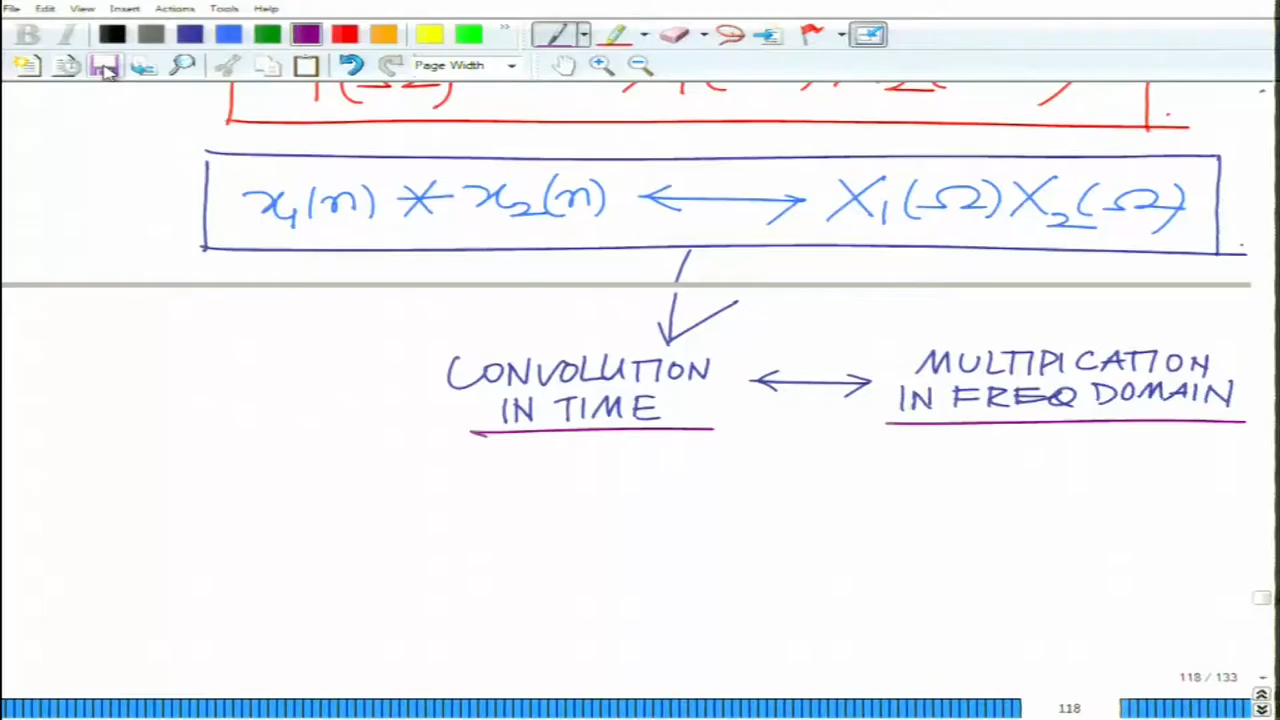 File Edit View Insert Actions Tools Help
B I
Page Width
x₁(n) * x₂(n) ⟷ X₁(Ω) X₂(Ω)
CONVOLUTION ⟷ MULTIPICATION
IN TIME IN FREQ DOMAIN
118 / 133
118